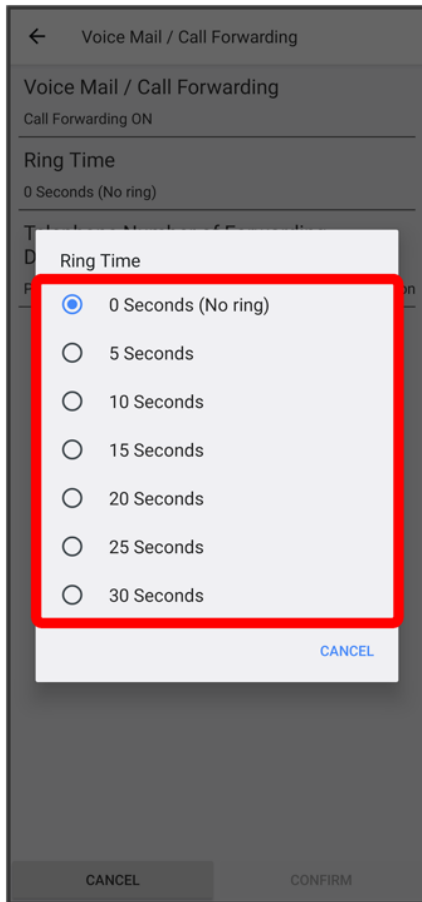 Voice Mail / Call Forwarding
Voice Mail / Call Forwarding
Call Forwarding ON
Ring Time
0 Seconds (No ring)
Ring Time
0 Seconds (No ring)
5 Seconds
10 Seconds
15 Seconds
20 Seconds
25 Seconds
30 Seconds
CANCEL
CANCEL CONFIRM